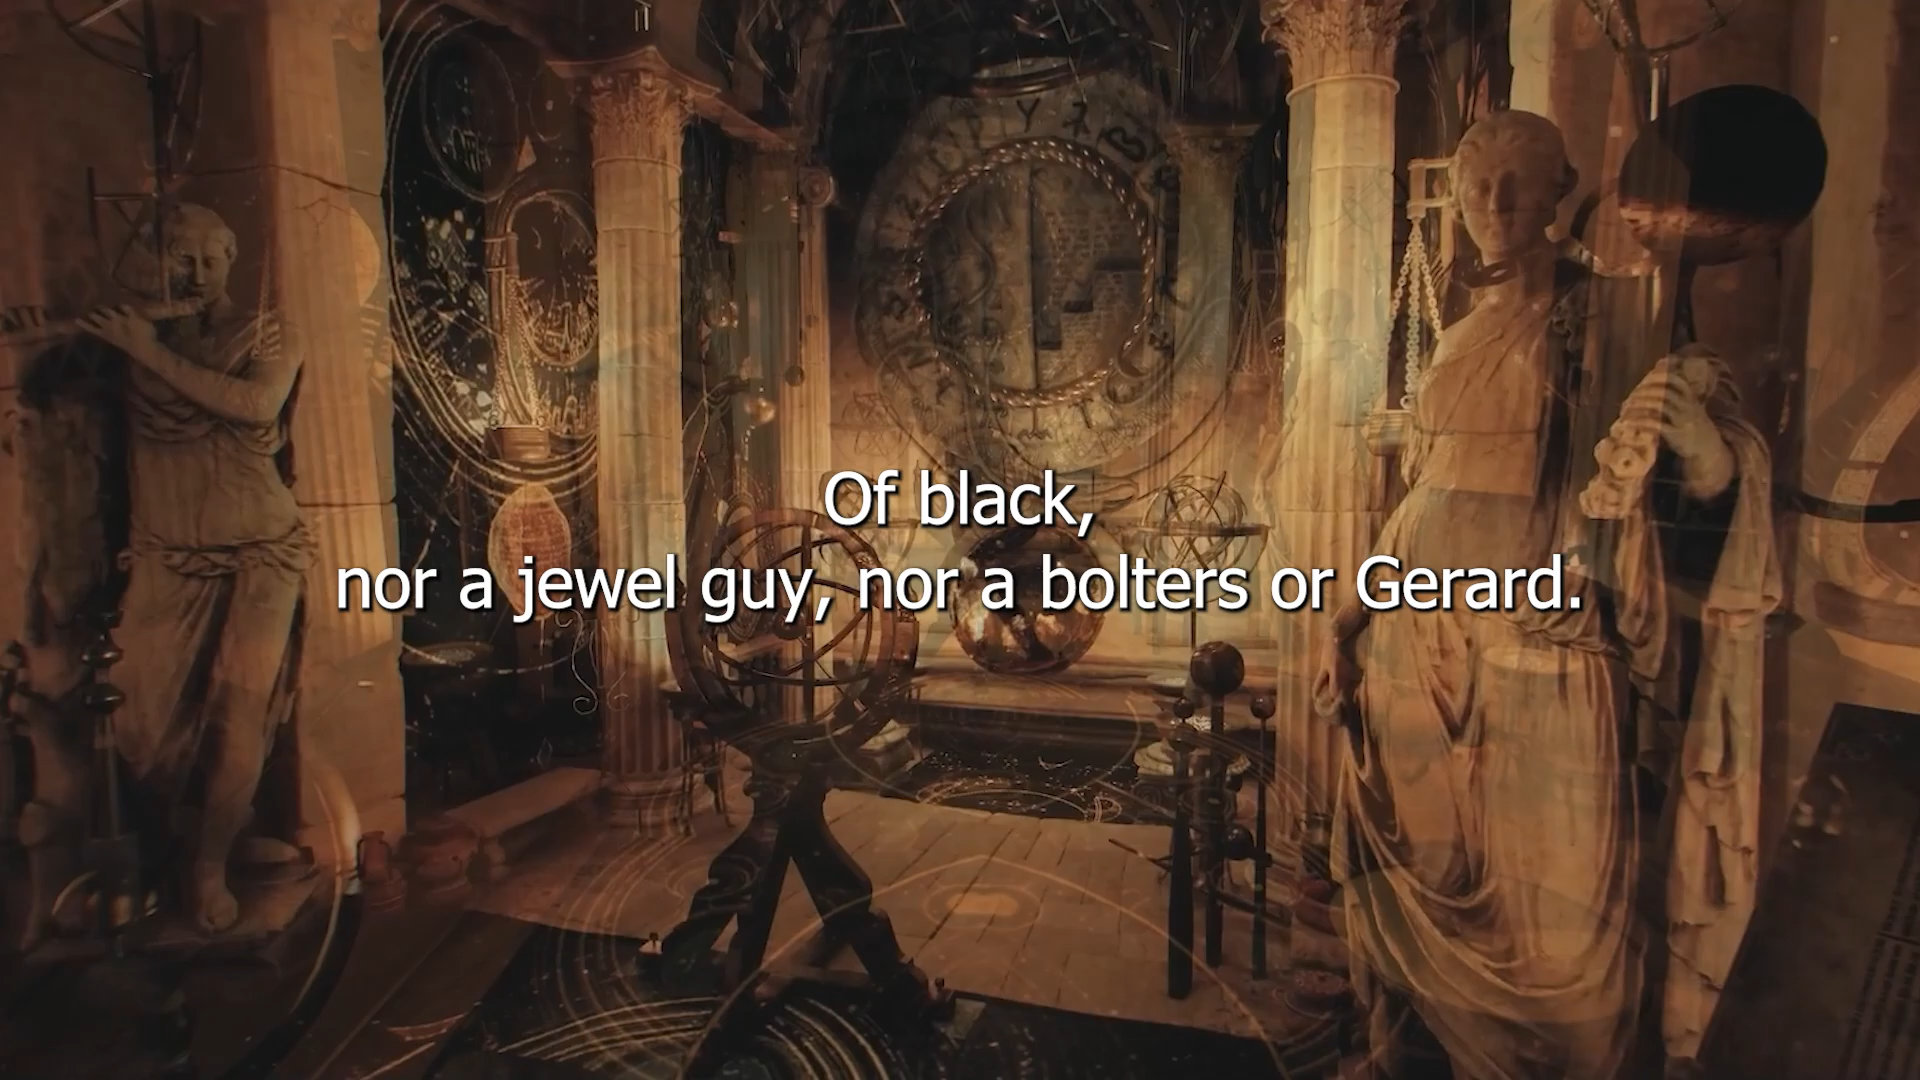 Of black,
nor a jewel guy, nor a bolters or Gerard.